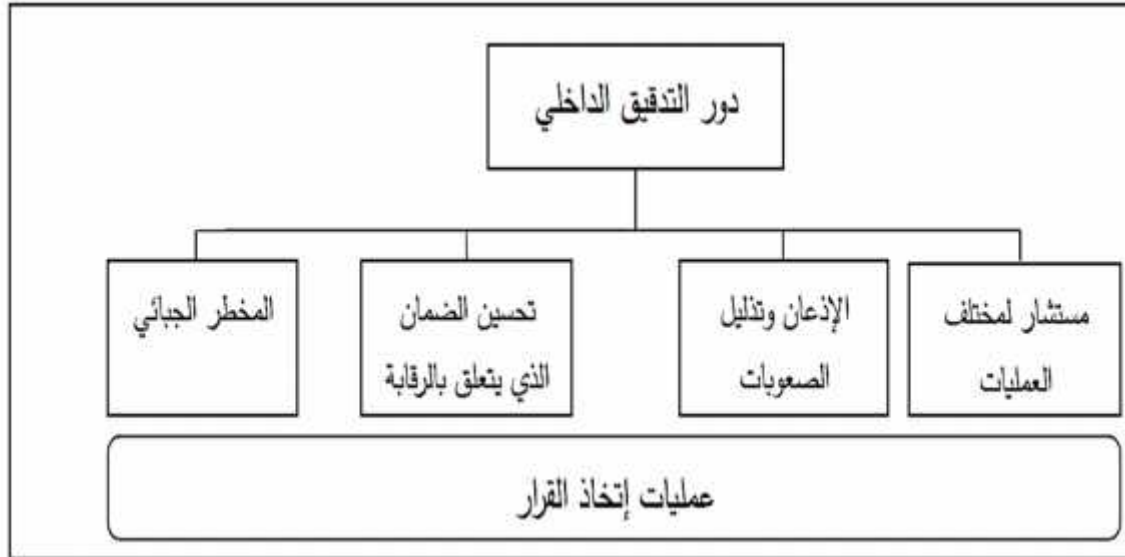 دور التدقيق الداخلي
مستشار لمختلف
العمليات
الإذعان وتذليل
الصعوبات
تحسين الضمان
الذي يتعلق بالرقابة
المخطر الجبائي
عمليات إتخاذ القرار